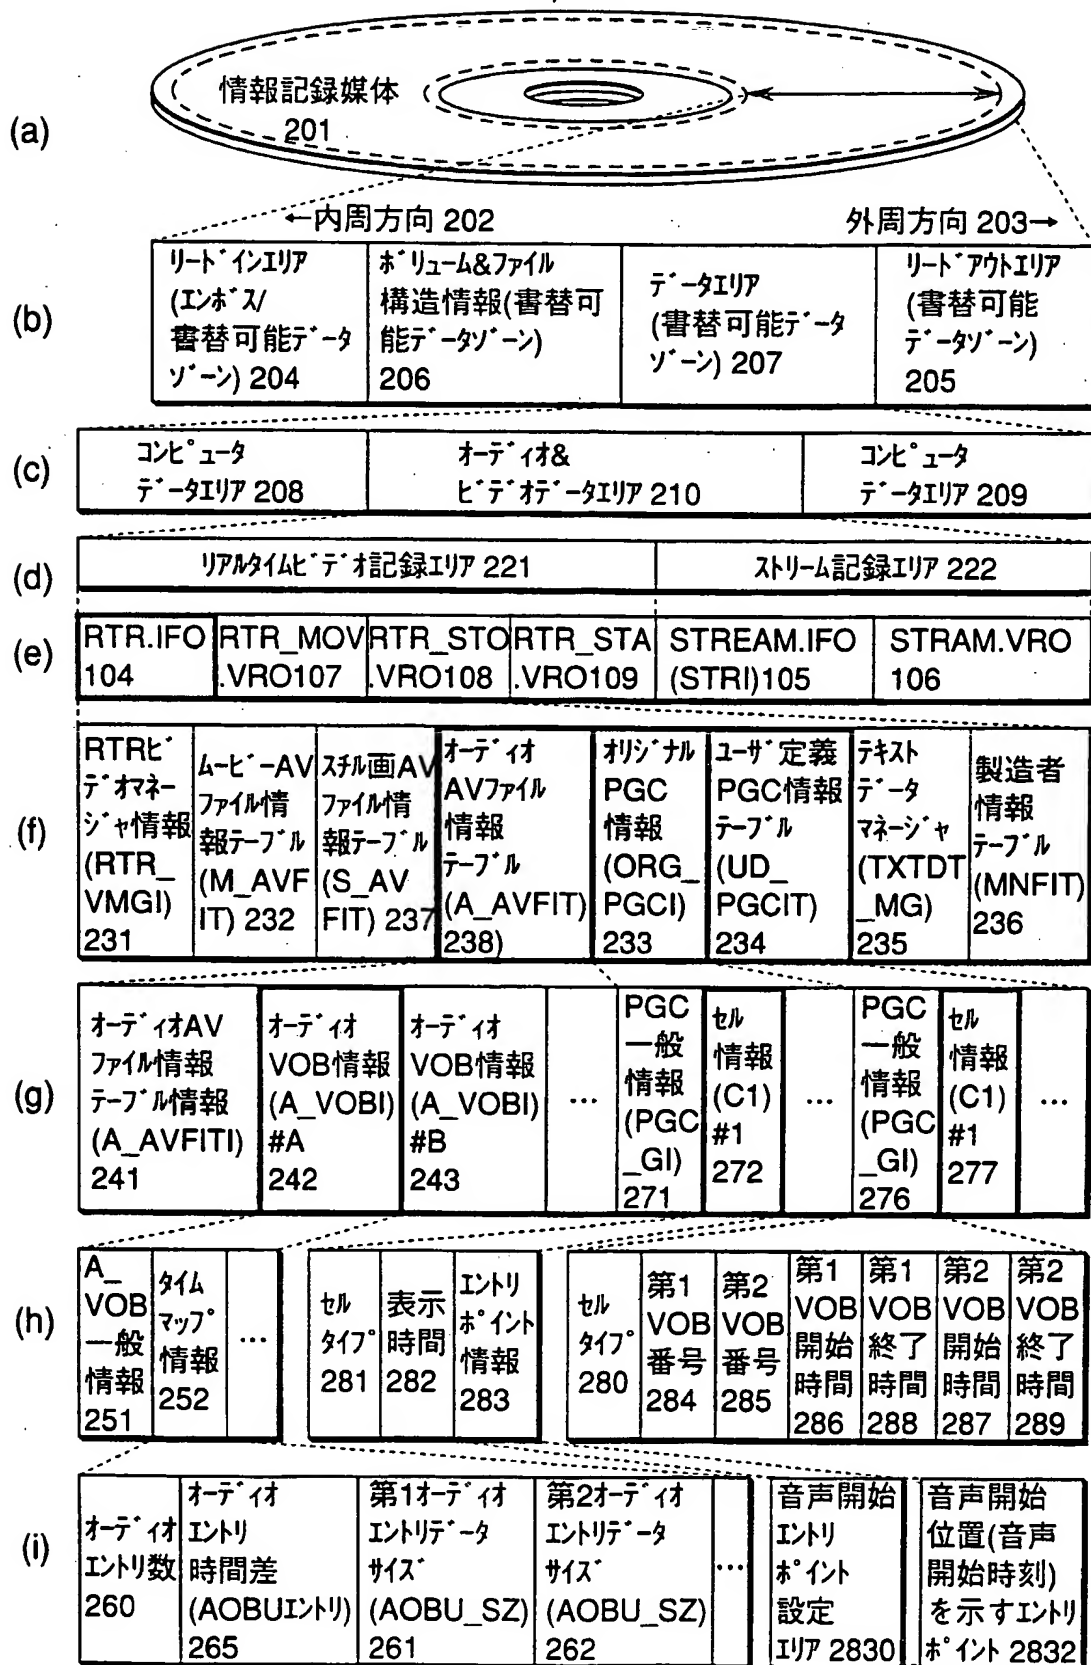 (a)
情報記録媒体
201
←内周方向 202
外周方向 203→
(b)
リードインエリア
(エンボス/
書替可能データ
ゾーン) 204
ボリューム&ファイル
構造情報(書替可
能データゾーン)
206
データエリア
(書替可能データ
ゾーン) 207
リードアウトエリア
(書替可能
データゾーン)
205
(c)
コンピュータ
データエリア 208
オーディオ&
ビデオデータエリア 210
コンピュータ
データエリア 209
(d)
リアルタイムビデオ記録エリア 221
ストリーム記録エリア 222
(e)
RTR.IFO
104
RTR_MOV
.VRO107
RTR_STO
.VRO108
RTR_STA
.VRO109
STREAM.IFO
(STRI)105
STRAM.VRO
106
(f)
RTRビ
デオマネー
ジャ情報
(RTR_
VMGI)
231
ムービーAV
ファイル情
報テーブル
(M_AVF
IT) 232
スチル画AV
ファイル情
報テーブル
(S_AV
FIT) 237
オーディオ
AVファイル
情報
テーブル
(A_AVFIT)
238)
オリジナル
PGC
情報
(ORG_
PGCI)
233
ユーザ定義
PGC情報
テーブル
(UD_
PGCIT)
234
テキスト
データ
マネージャ
(TXTDT
_MG)
235
製造者
情報
テーブル
(MNFIT)
236
(g)
オーディオAV
ファイル情報
テーブル情報
(A_AVFITI)
241
オーディオ
VOB情報
(A_VOBI)
#A
242
オーディオ
VOB情報
(A_VOBI)
#B
243
…
PGC
一般
情報
(PGC
_GI)
271
セル
情報
(C1)
#1
272
…
PGC
一般
情報
(PGC
_GI)
276
セル
情報
(C1)
#1
277
…
(h)
A_
VOB
一般
情報
251
タイム
マップ
情報
252
…
セル
タイプ
281
表示
時間
282
エントリ
ポイント
情報
283
セル
タイプ
280
第1
VOB
番号
284
第2
VOB
番号
285
第1
VOB
開始
時間
286
第1
VOB
終了
時間
288
第2
VOB
開始
時間
287
第2
VOB
終了
時間
289
(i)
オーディオ
エントリ数
260
オーディオ
エントリ
時間差
(AOBUエントリ)
265
第1オーディオ
エントリデータ
サイズ
(AOBU_SZ)
261
第2オーディオ
エントリデータ
サイズ
(AOBU_SZ)
262
…
音声開始
エントリ
ポイント
設定
エリア 2830
音声開始
位置(音声
開始時刻)
を示すエントリ
ポイント 2832